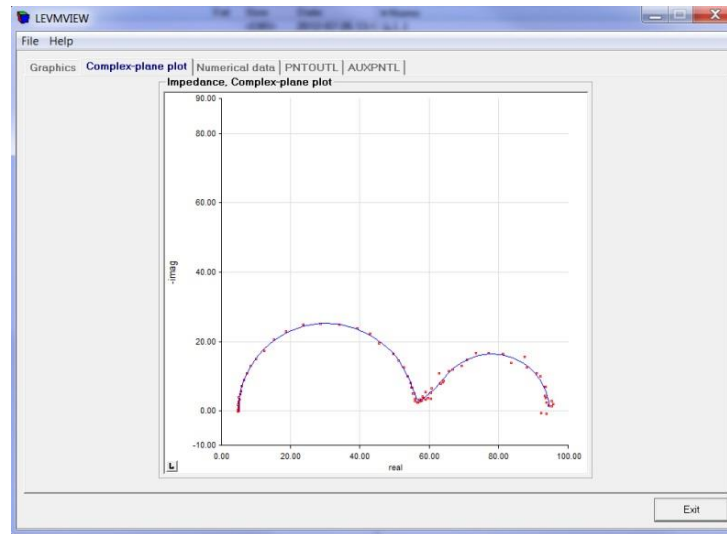 LEVMVIEW
File Help
Graphics Complex-plane plot Numerical data PNTOUTL AUXPNTL
Impedance, Complex-plane plot
90.00
80.00
60.00
40.00
20.00
0.00
-10.00
-imag
0.00 20.00 40.00 60.00 80.00 100.00
real
L
Exit